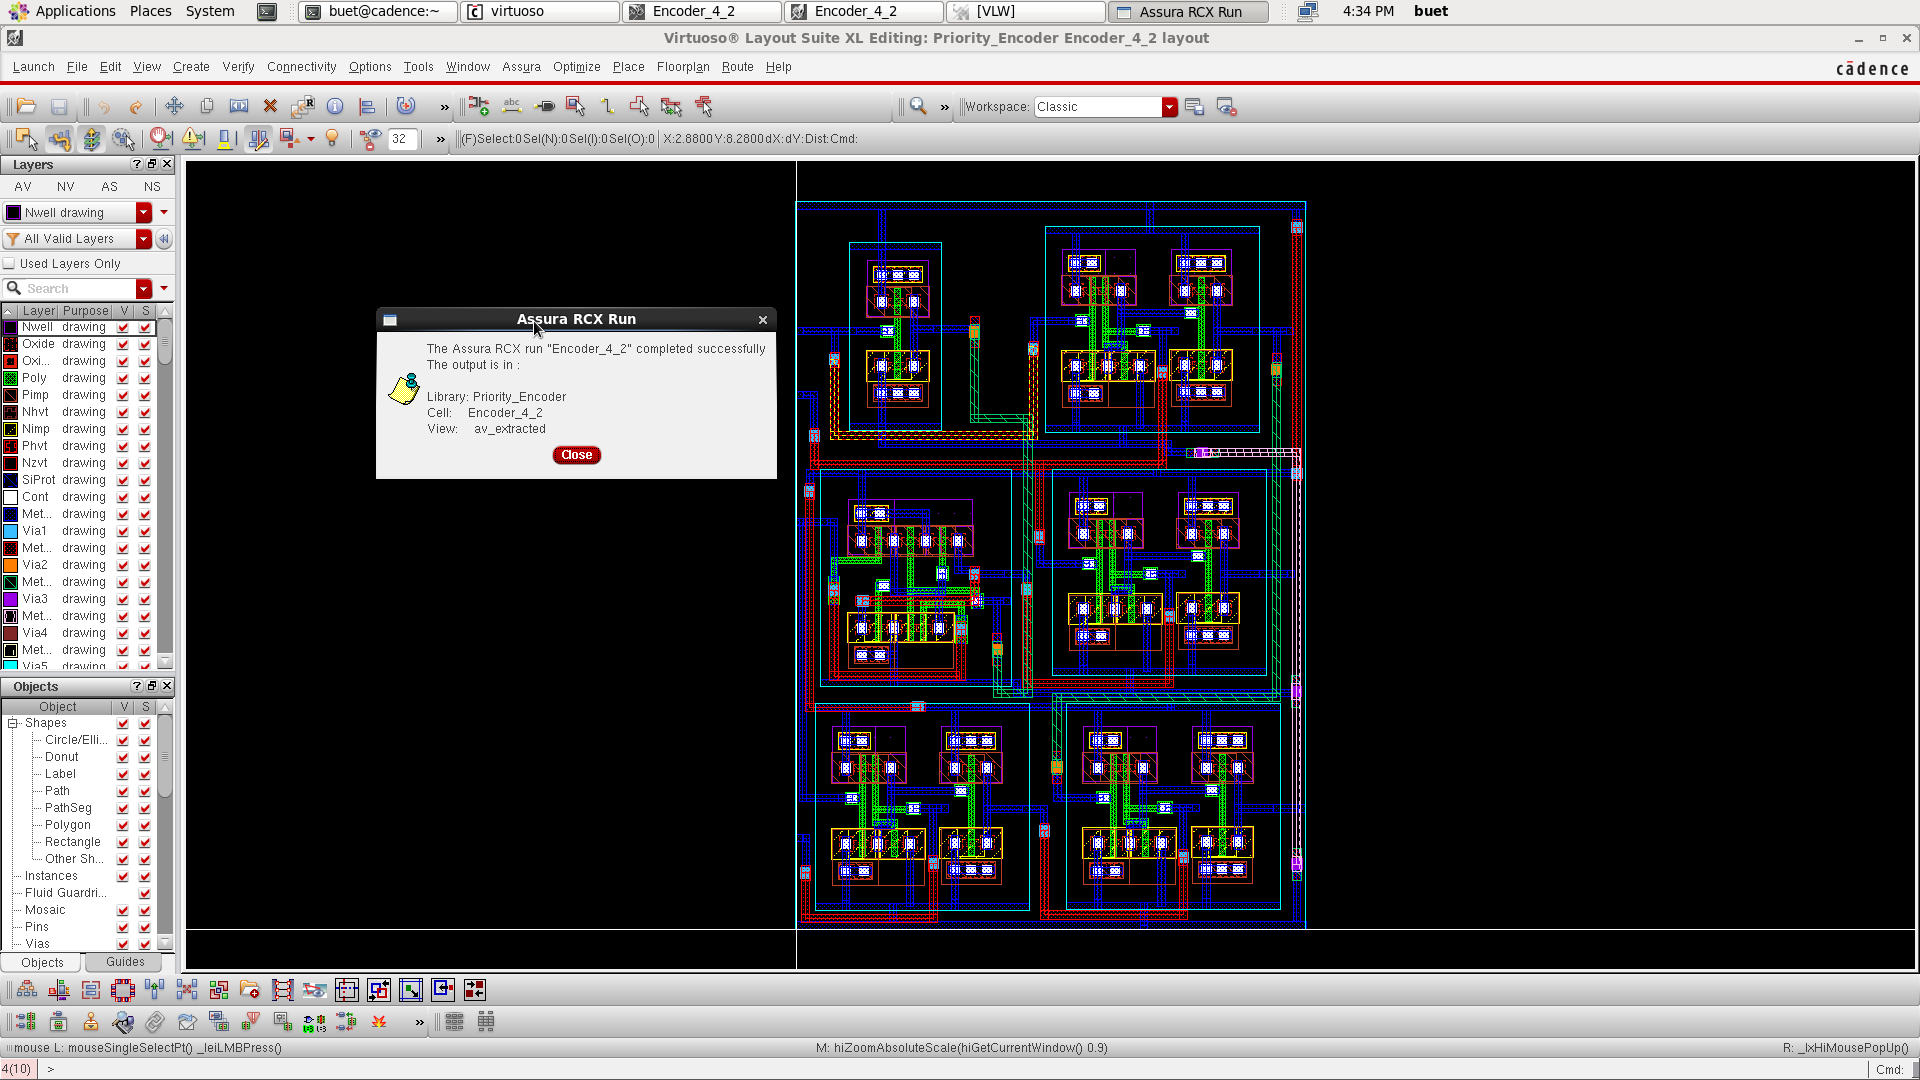 Applications Places System buet@cadence:~ virtuoso Encoder_4_2 Encoder_4_2 [VLW] Assura RCX Run 4:34 PM buet
Virtuoso® Layout Suite XL Editing: Priority_Encoder Encoder_4_2 layout
Launch File Edit View Create Verify Connectivity Options Tools Window Assura Optimize Place Floorplan Route Help cādence
» abc » Workspace: Classic
32 » (F)Select:0 Sel(N):0 Sel(I):0 Sel(O):0 X:2.8800 Y:8.2800 dX: dY: Dist: Cmd:
Layers
AV NV AS NS
Nwell drawing
All Valid Layers
Used Layers Only
Search
Layer Purpose V S
Nwell drawing
Oxide drawing
Oxi... drawing
Poly drawing
Pimp drawing
Nhvt drawing
Nimp drawing
Phvt drawing
Nzvt drawing
SiProt drawing
Cont drawing
Met... drawing
Via1 drawing
Met... drawing
Via2 drawing
Met... drawing
Via3 drawing
Met... drawing
Via4 drawing
Met... drawing
Via5 drawing
Objects
Object V S
Shapes
Circle/Elli...
Donut
Label
Path
PathSeg
Polygon
Rectangle
Other Sh...
Instances
Fluid Guardri...
Mosaic
Pins
Vias
Objects Guides
Assura RCX Run
The Assura RCX run "Encoder_4_2" completed successfully
The output is in :
Library: Priority_Encoder
Cell: Encoder_4_2
View: av_extracted
Close
»
mouse L: mouseSingleSelectPt() _leiLMBPress() M: hiZoomAbsoluteScale(hiGetCurrentWindow() 0.9) R: _lxHiMousePopUp()
4(10) > Cmd: